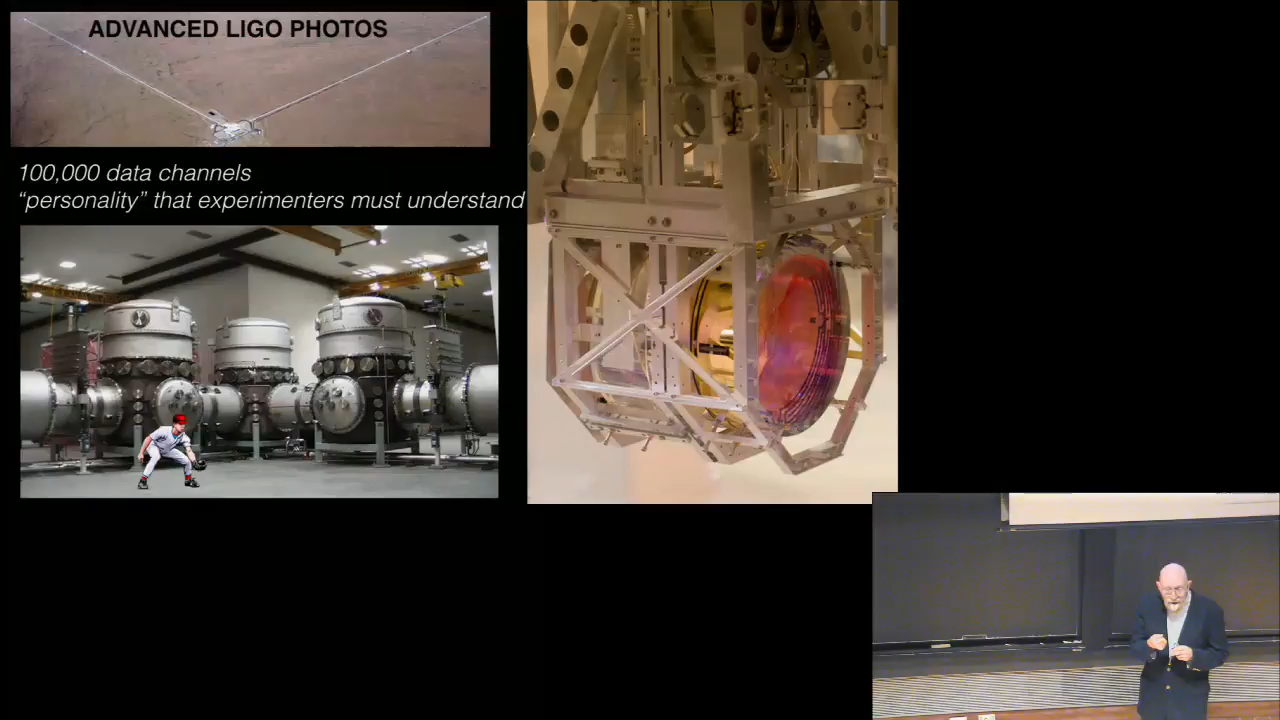 ADVANCED LIGO PHOTOS
100,000 data channels
“personality” that experimenters must understand